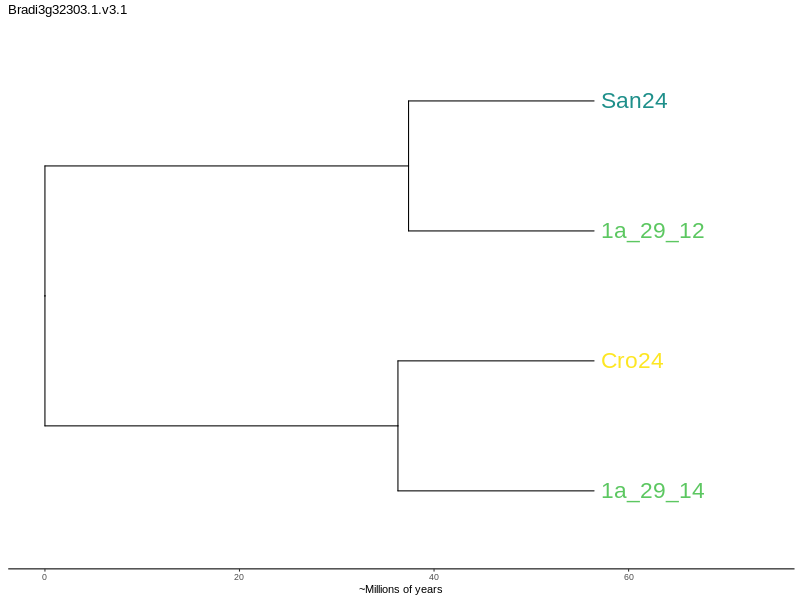 Bradi3g32303.1.v3.1
San24
1a_29_12
Cro24
1a_29_14
0 20 40 60
~Millions of years